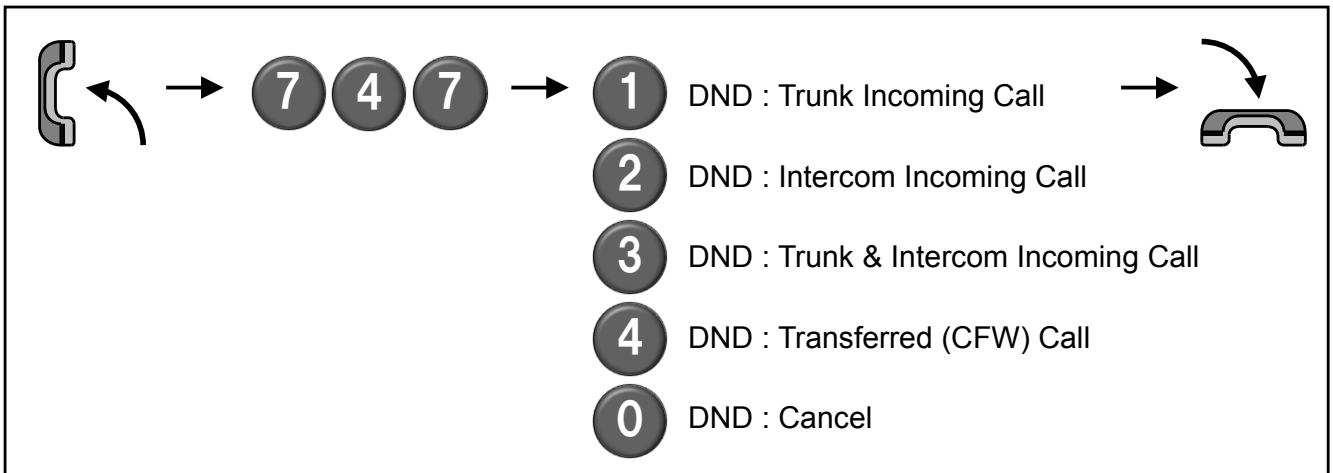 7 4 7 1 DND : Trunk Incoming Call
2 DND : Intercom Incoming Call
3 DND : Trunk & Intercom Incoming Call
4 DND : Transferred (CFW) Call
0 DND : Cancel